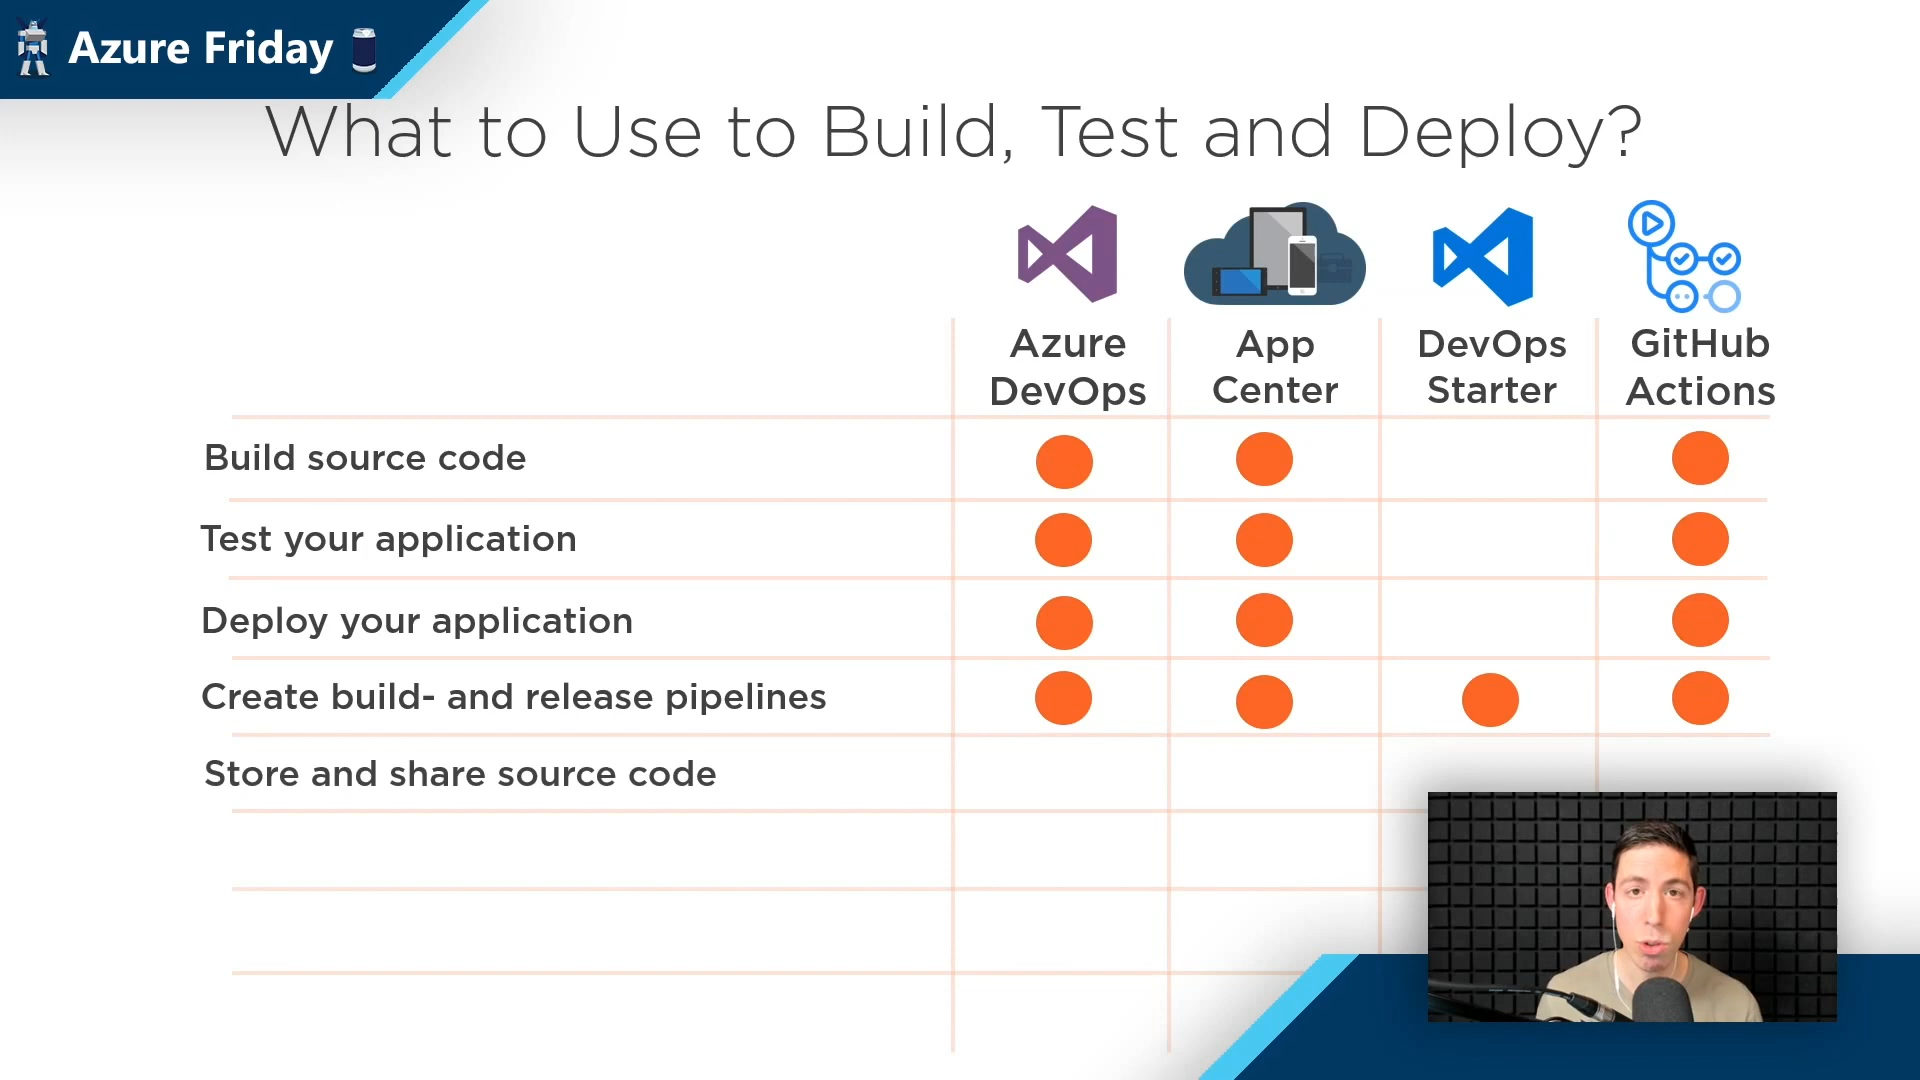 Azure Friday
What to Use to Build, Test and Deploy?
Azure
DevOps
App
Center
DevOps
Starter
GitHub
Actions
Build source code
Test your application
Deploy your application
Create build- and release pipelines
Store and share source code